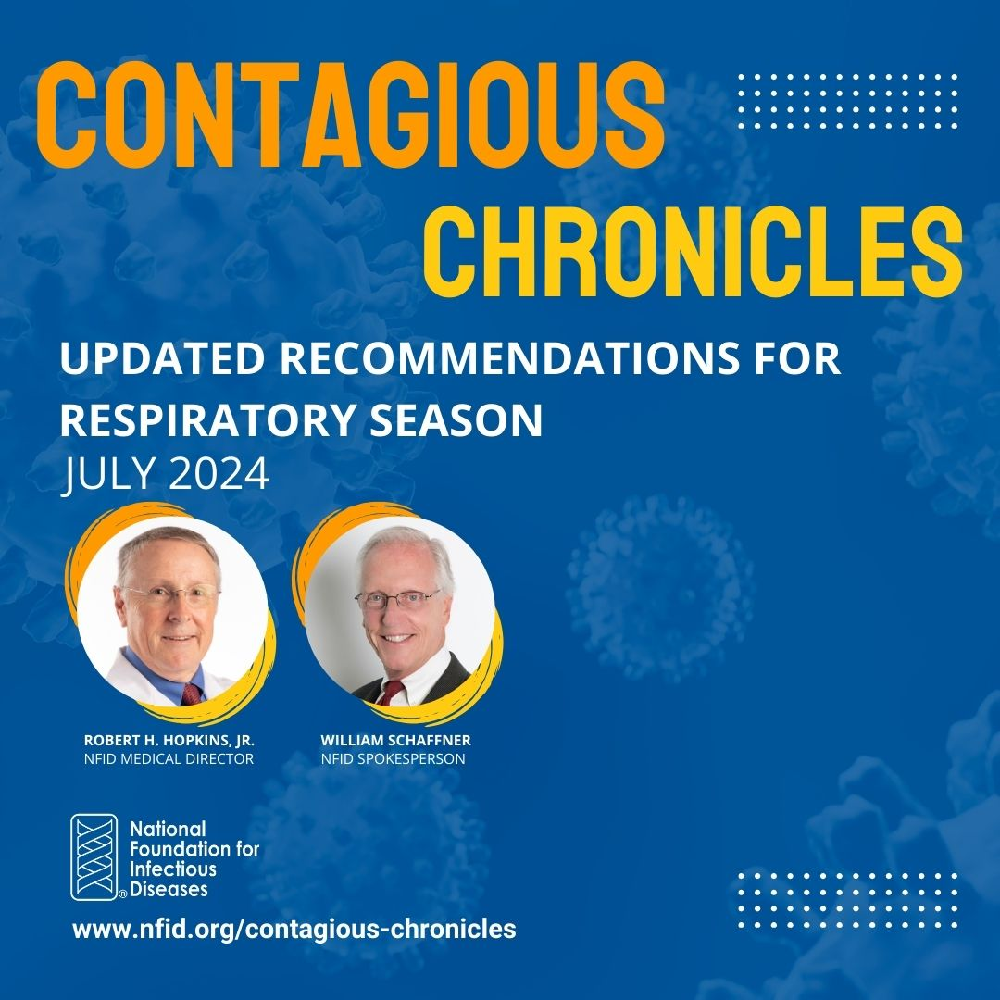 CONTAGIOUS
CHRONICLES
UPDATED RECOMMENDATIONS FOR
RESPIRATORY SEASON
JULY 2024
ROBERT H. HOPKINS, JR.
NFID MEDICAL DIRECTOR
WILLIAM SCHAFFNER
NFID SPOKESPERSON
National
Foundation for
Infectious
® Diseases
www.nfid.org/contagious-chronicles